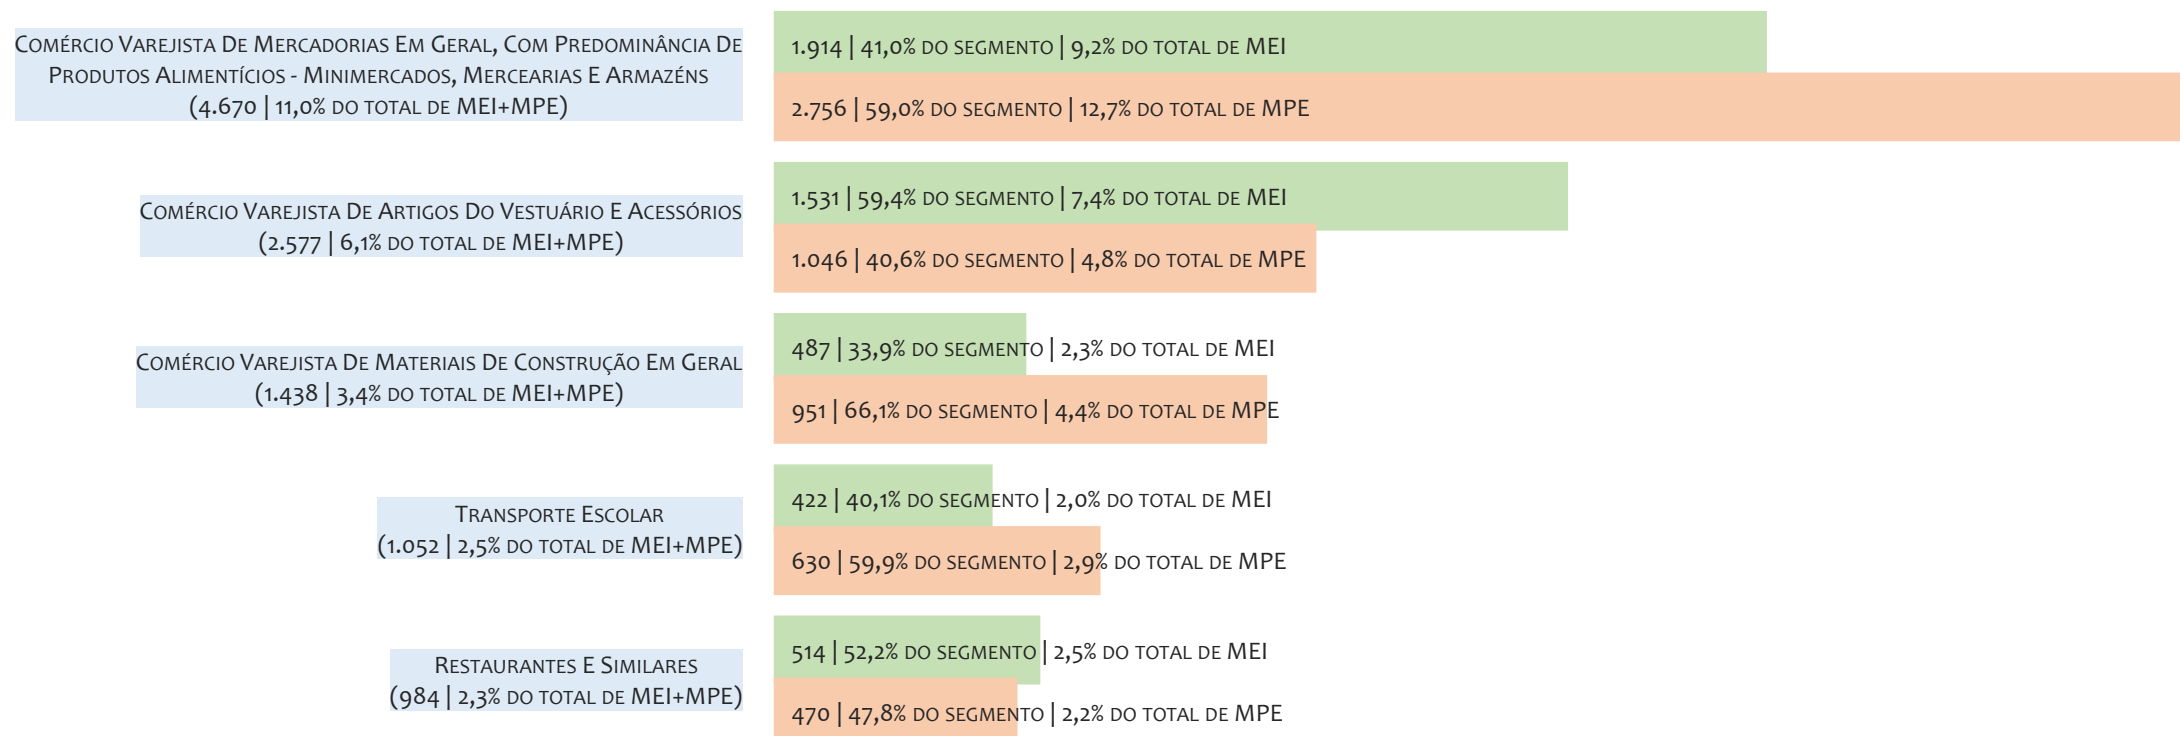 Comércio Varejista De Mercadorias Em Geral, Com Predominância De
Produtos Alimentícios - Minimercados, Mercearias E Armazéns
(4.670 | 11,0% do total de MEI+MPE)
1.914 | 41,0% do segmento | 9,2% do total de MEI
2.756 | 59,0% do segmento | 12,7% do total de MPE
Comércio Varejista De Artigos Do Vestuário E Acessórios
(2.577 | 6,1% do total de MEI+MPE)
1.531 | 59,4% do segmento | 7,4% do total de MEI
1.046 | 40,6% do segmento | 4,8% do total de MPE
Comércio Varejista De Materiais De Construção Em Geral
(1.438 | 3,4% do total de MEI+MPE)
487 | 33,9% do segmento | 2,3% do total de MEI
951 | 66,1% do segmento | 4,4% do total de MPE
Transporte Escolar
(1.052 | 2,5% do total de MEI+MPE)
422 | 40,1% do segmento | 2,0% do total de MEI
630 | 59,9% do segmento | 2,9% do total de MPE
Restaurantes E Similares
(984 | 2,3% do total de MEI+MPE)
514 | 52,2% do segmento | 2,5% do total de MEI
470 | 47,8% do segmento | 2,2% do total de MPE